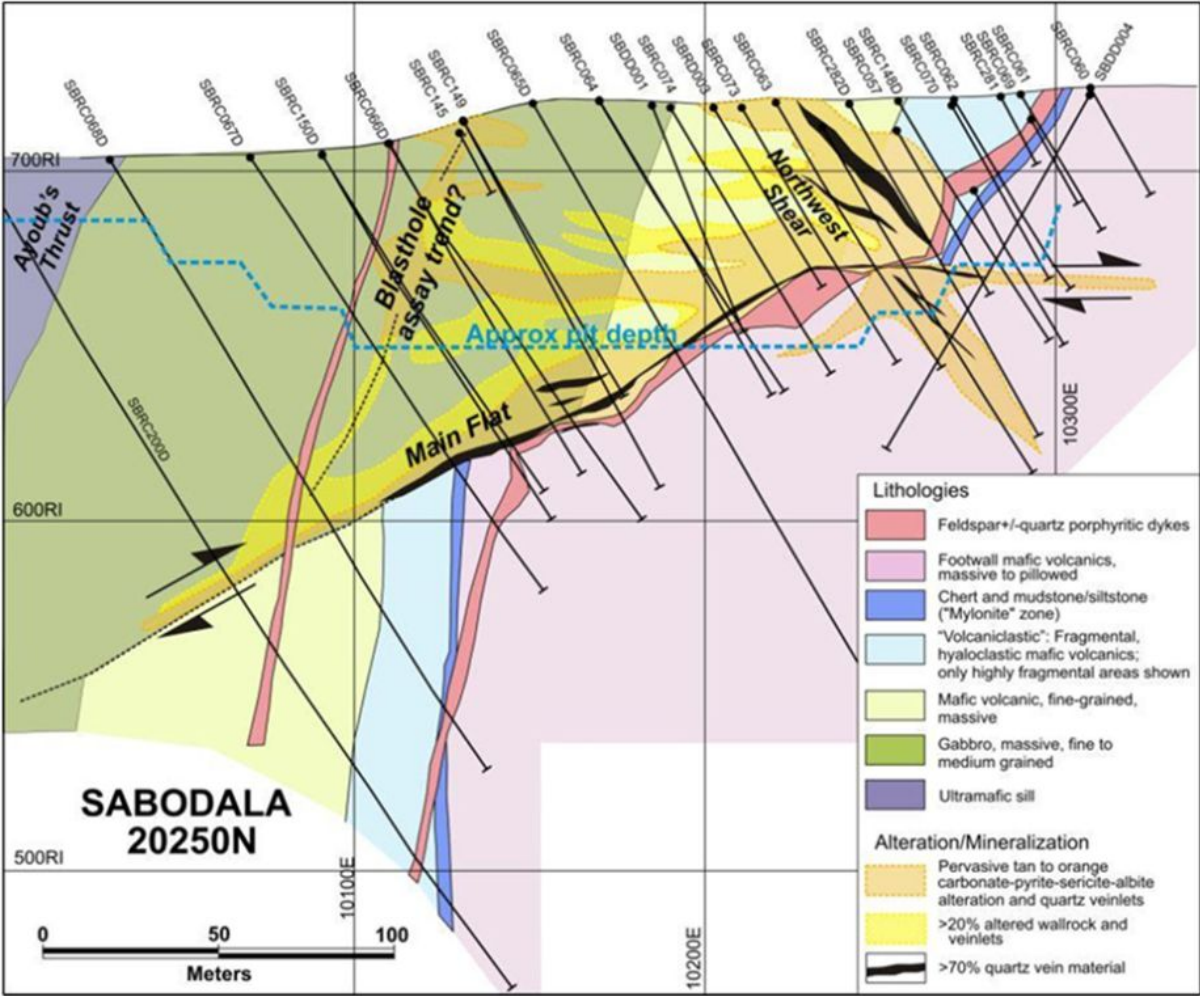 SBRC068D
SBRC067D
SBRC150D
SBRC066D
SBRC145
SBRC149
SBRC065D
SBRC064
SBDD001
SBRC074
SBRD003
SBRC073
SBRC063
SBRC282D
SBRC057
SBRC148D
SBRC070
SBRC062
SBRC281
SBRC069
SBRC061
SBRC060
SBDD004
700Rl
Ayoub's
Thrust
Blasthole
assay trend?
Northwest
Shear
Approx pit depth
SBRC200D
Main Flat
10300E
600Rl
SABODALA
20250N
500Rl
10100E
10200E
0 50 100
Meters
Lithologies
Feldspar+/-quartz porphyritic dykes
Footwall mafic volcanics,
massive to pillowed
Chert and mudstone/siltstone
("Mylonite" zone)
"Volcaniclastic": Fragmental,
hyaloclastic mafic volcanics;
only highly fragmental areas shown
Mafic volcanic, fine-grained,
massive
Gabbro, massive, fine to
medium grained
Ultramafic sill
Alteration/Mineralization
Pervasive tan to orange
carbonate-pyrite-sericite-albite
alteration and quartz veinlets
>20% altered wallrock and
veinlets
>70% quartz vein material